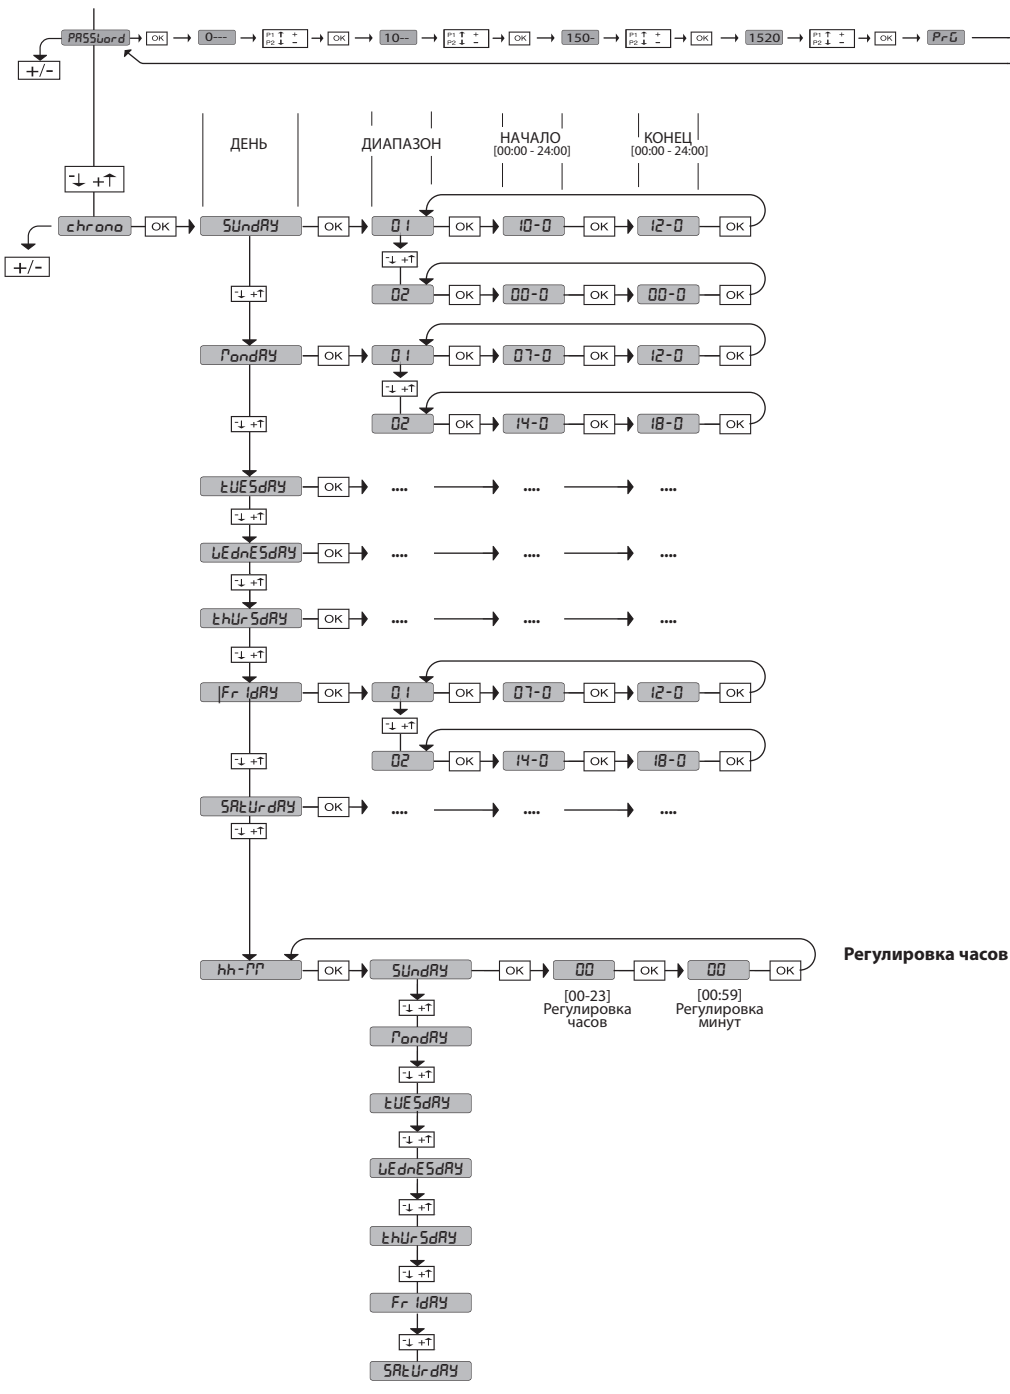 PASSword OK 0--- P1 ↑ + P2 ↓ - OK 10-- P1 ↑ + P2 ↓ - OK 150- P1 ↑ + P2 ↓ - OK 1520 P1 ↑ + P2 ↓ - OK PrG
+/-
ДЕНЬ ДИАПАЗОН НАЧАЛО КОНЕЦ
[00:00 - 24:00] [00:00 - 24:00]
-↓ +↑
chrono OK SUndAY OK 01 OK 10-0 OK 12-0 OK
+/-
-↓ +↑
-↓ +↑ 02 OK 00-0 OK 00-0 OK
MondAY OK 01 OK 07-0 OK 12-0 OK
-↓ +↑
-↓ +↑ 02 OK 14-0 OK 18-0 OK
tUESdAY OK .... .... ....
-↓ +↑
WEdnESdAY OK .... .... ....
-↓ +↑
thUrSdAY OK .... .... ....
-↓ +↑
FrIdAY OK 01 OK 07-0 OK 12-0 OK
-↓ +↑
-↓ +↑ 02 OK 14-0 OK 18-0 OK
SAtUrdAY OK .... .... ....
-↓ +↑
Регулировка часов
hh-MM OK SUndAY OK 00 OK 00 OK
[00-23] [00:59]
Регулировка Регулировка
часов минут
-↓ +↑
MondAY
-↓ +↑
tUESdAY
-↓ +↑
WEdnESdAY
-↓ +↑
thUrSdAY
-↓ +↑
FrIdAY
-↓ +↑
SAtUrdAY